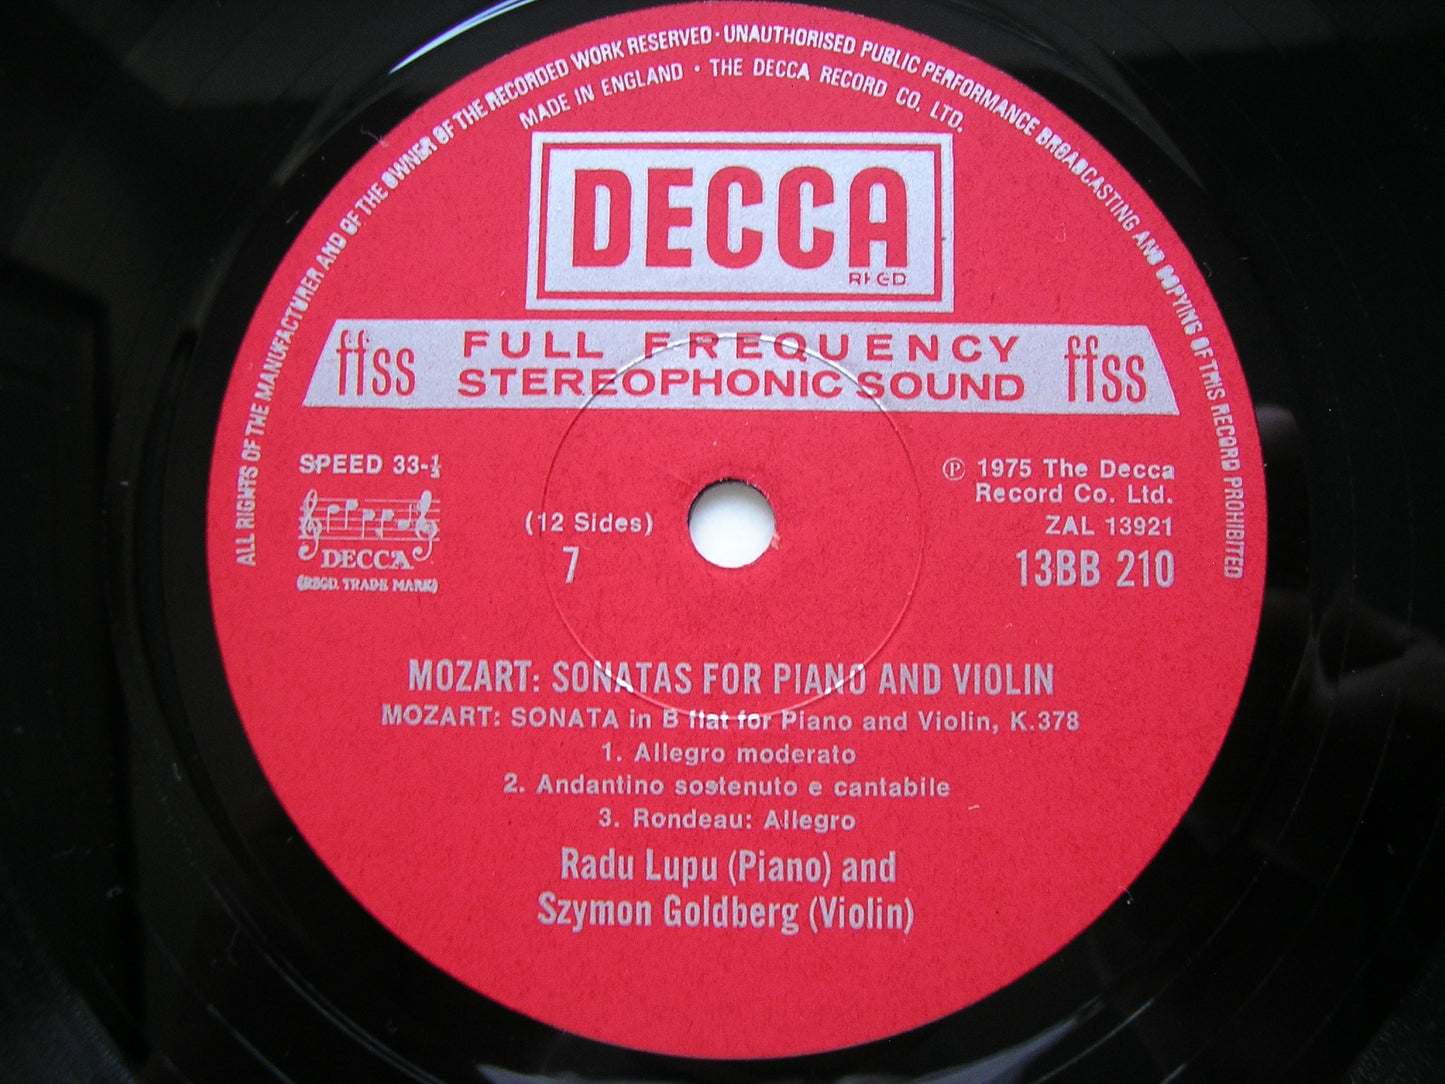 ALL RIGHTS OF THE MANUFACTURER AND OF THE OWNER OF THE RECORDED WORK RESERVED · UNAUTHORISED PUBLIC PERFORMANCE BROADCASTING AND COPYING OF THIS RECORD PROHIBITED
MADE IN ENGLAND · THE DECCA RECORD CO. LTD.
DECCA
REGD.
ffss FULL FREQUENCY STEREOPHONIC SOUND ffss
SPEED 33-⅓
DECCA
(REGD. TRADE MARK)
(12 Sides)
7
Ⓟ 1975 The Decca
Record Co. Ltd.
ZAL 13921
13BB 210
MOZART: SONATAS FOR PIANO AND VIOLIN
MOZART: SONATA in B flat for Piano and Violin, K.378
1. Allegro moderato
2. Andantino sostenuto e cantabile
3. Rondeau: Allegro
Radu Lupu (Piano) and
Szymon Goldberg (Violin)